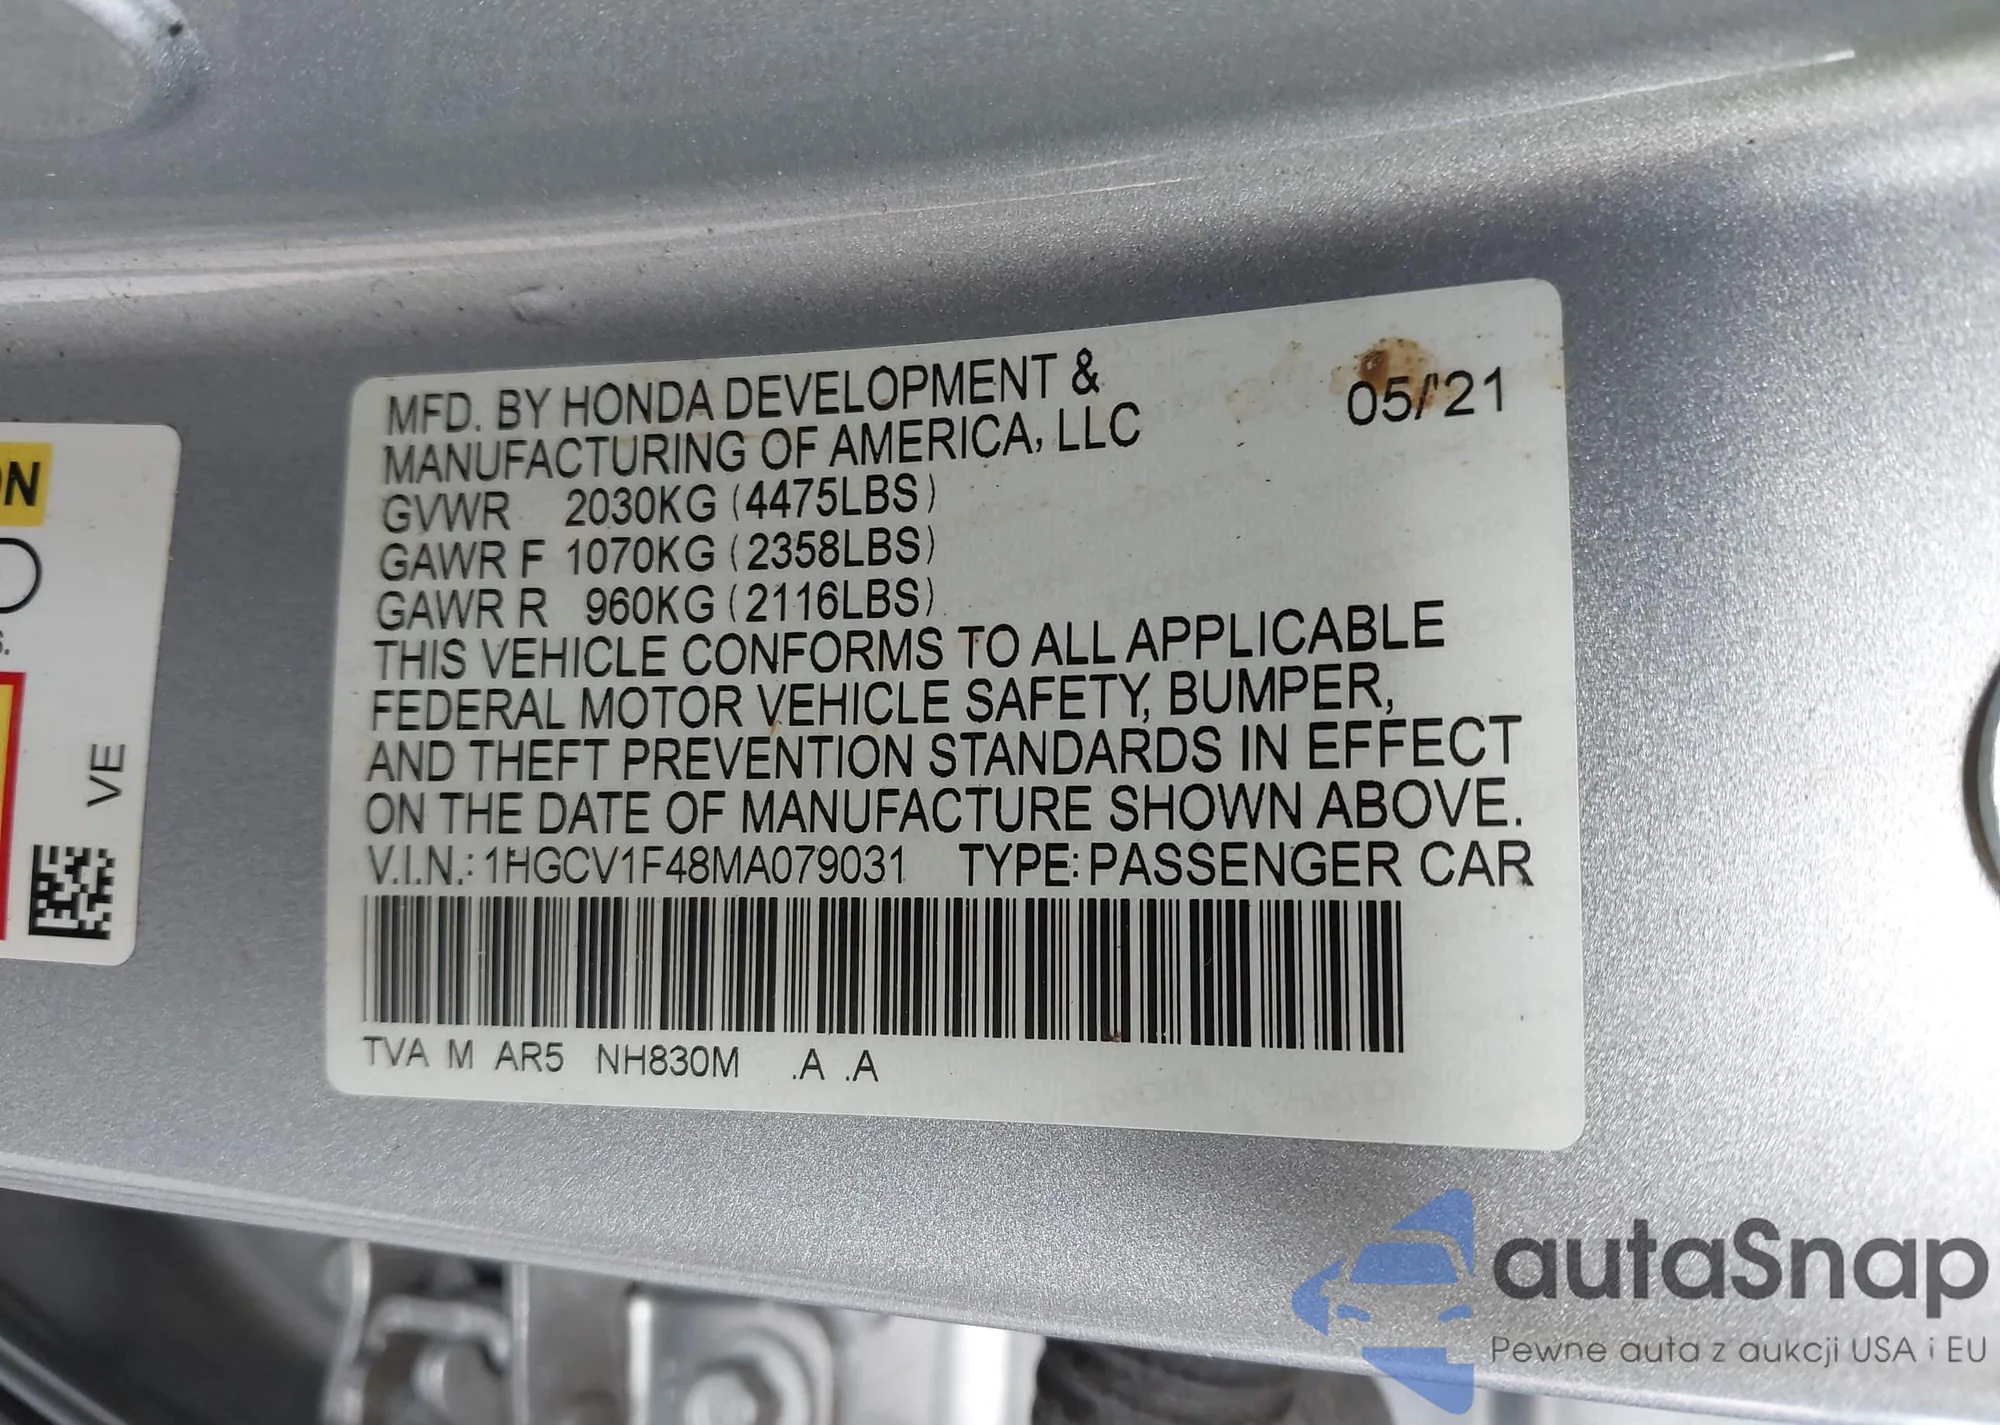 MFD. BY HONDA DEVELOPMENT &
MANUFACTURING OF AMERICA, LLC
05/'21
GVWR 2030KG (4475LBS)
GAWR F 1070KG (2358LBS)
GAWR R 960KG (2116LBS)
THIS VEHICLE CONFORMS TO ALL APPLICABLE
FEDERAL MOTOR VEHICLE SAFETY, BUMPER,
AND THEFT PREVENTION STANDARDS IN EFFECT
ON THE DATE OF MANUFACTURE SHOWN ABOVE.
V.I.N.: 1HGCV1F48MA079031 TYPE: PASSENGER CAR
TVA M AR5 NH830M .A .A
VE
autaSnap
Pewne auta z aukcji USA i EU